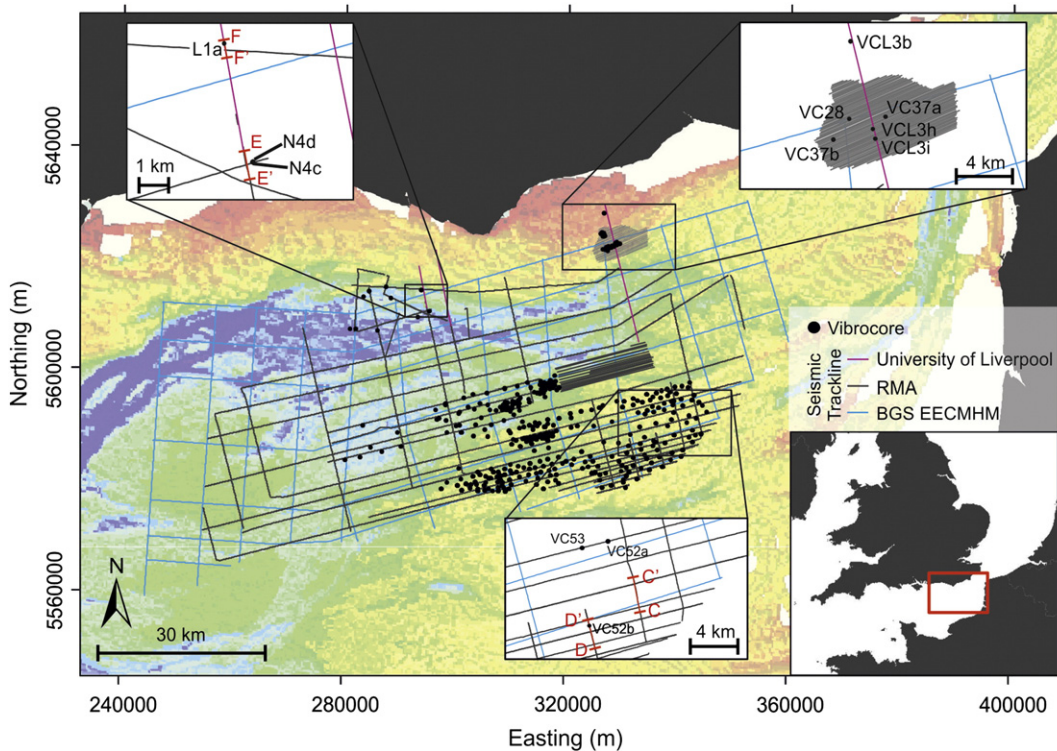 F
L1a
F'
E
N4d
N4c
E'
1 km
VCL3b
VC28
VC37a
VCL3h
VCL3i
VC37b
4 km
5640000
5600000
5560000
Northing (m)
Vibrocore
Seismic
Trackline
University of Liverpool
RMA
BGS EECMHM
VC53
VC52a
C'
C
D'
VC52b
D
4 km
N
30 km
240000 280000 320000 360000 400000
Easting (m)